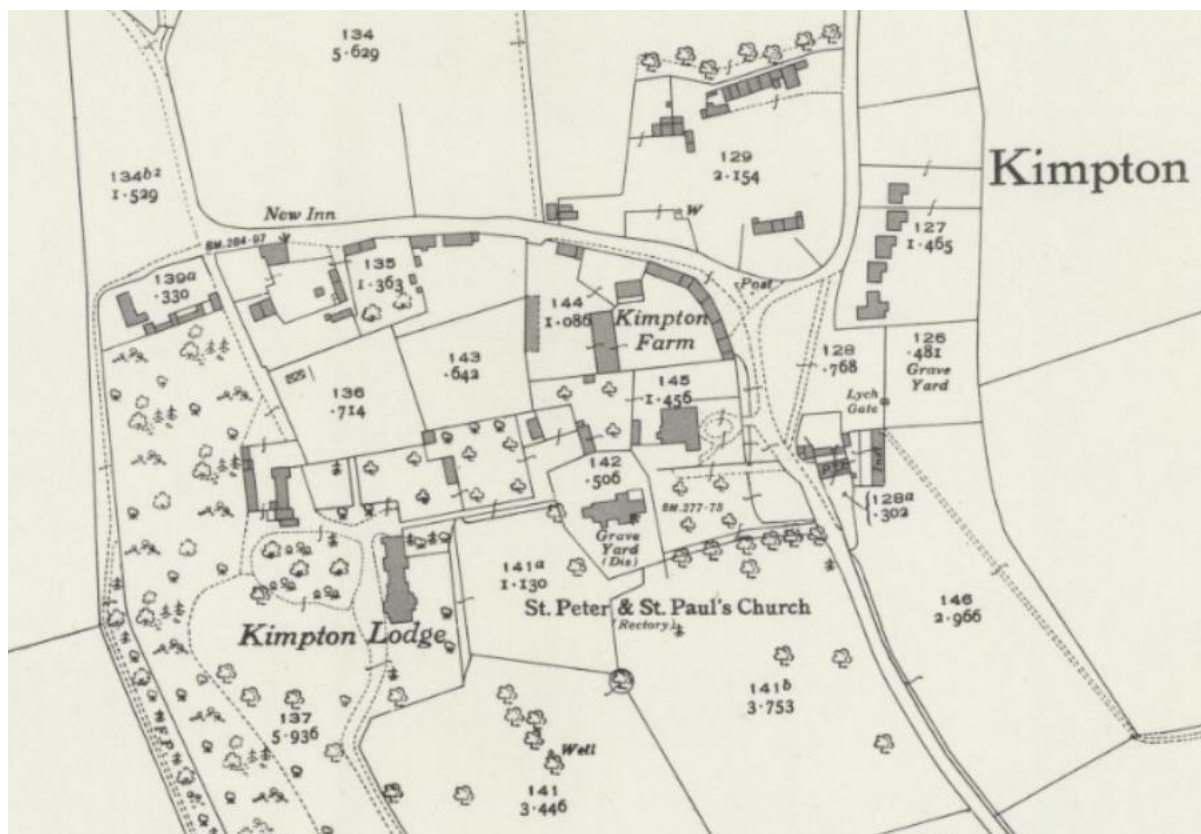 134
5·629
134b2
1·529
New Inn
B.M. 284·97
129
2·154
W
Kimpton
127
1·465
139a
·330
135
1·363
144
1·086
Kimpton
Farm
Post
143
·642
136
·714
145
1·456
128
·768
126
·481
Grave
Yard
Lych
Gate
142
·506
B.M. 277·78
128a
·302
Grave
Yard
(Dis)
141a
1·130
St. Peter & St. Paul's Church
(Rectory)
Kimpton Lodge
146
2·966
141b
3·753
137
5·936
F.P.
Well
141
3·446